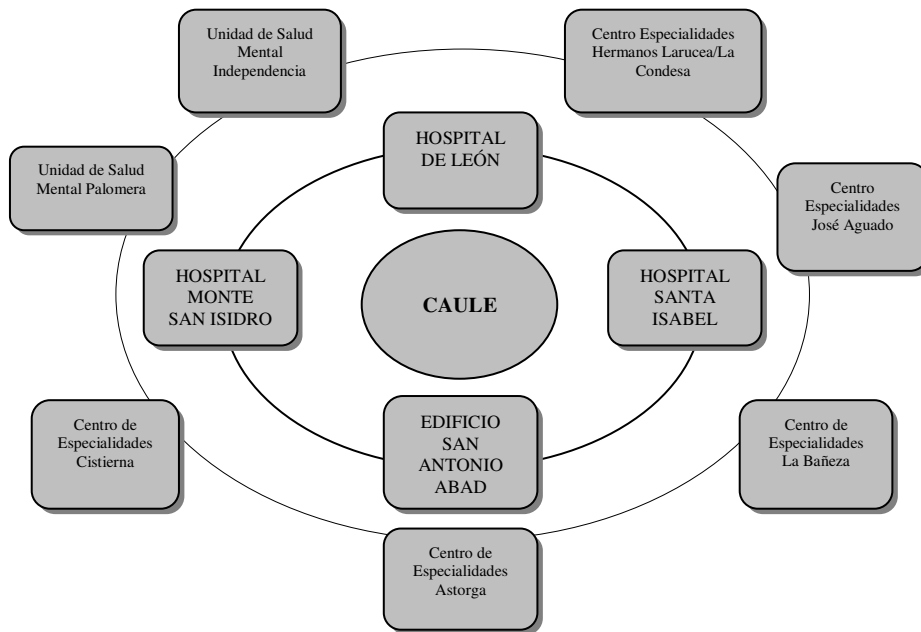 Unidad de Salud
Mental
Independencia
Centro Especialidades
Hermanos Larucea/La
Condesa
HOSPITAL
DE LEÓN
Unidad de Salud
Mental Palomera
Centro
Especialidades
José Aguado
HOSPITAL
MONTE
SAN ISIDRO
CAULE
HOSPITAL
SANTA
ISABEL
Centro de
Especialidades
Cistierna
EDIFICIO
SAN
ANTONIO
ABAD
Centro de
Especialidades
La Bañeza
Centro de
Especialidades
Astorga